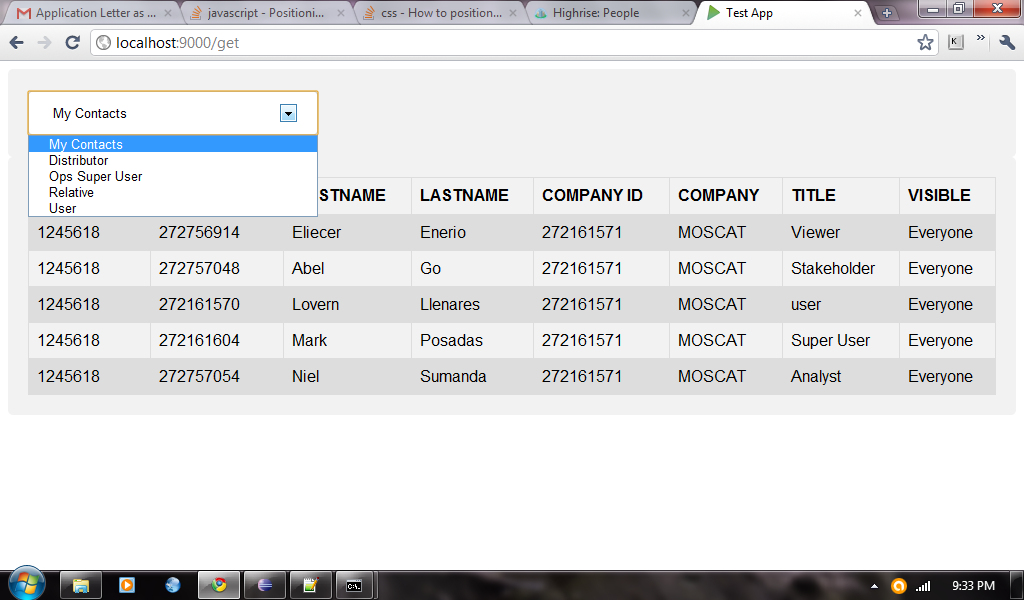 Application Letter as ...
javascript - Positioni...
css - How to position...
Highrise: People
Test App
localhost:9000/get
K
»
My Contacts
My Contacts
Distributor
Ops Super User
Relative
User
STNAME LASTNAME COMPANY ID COMPANY TITLE VISIBLE
1245618 272756914 Eliecer Enerio 272161571 MOSCAT Viewer Everyone
1245618 272757048 Abel Go 272161571 MOSCAT Stakeholder Everyone
1245618 272161570 Lovern Llenares 272161571 MOSCAT user Everyone
1245618 272161604 Mark Posadas 272161571 MOSCAT Super User Everyone
1245618 272757054 Niel Sumanda 272161571 MOSCAT Analyst Everyone
C:\.
9:33 PM